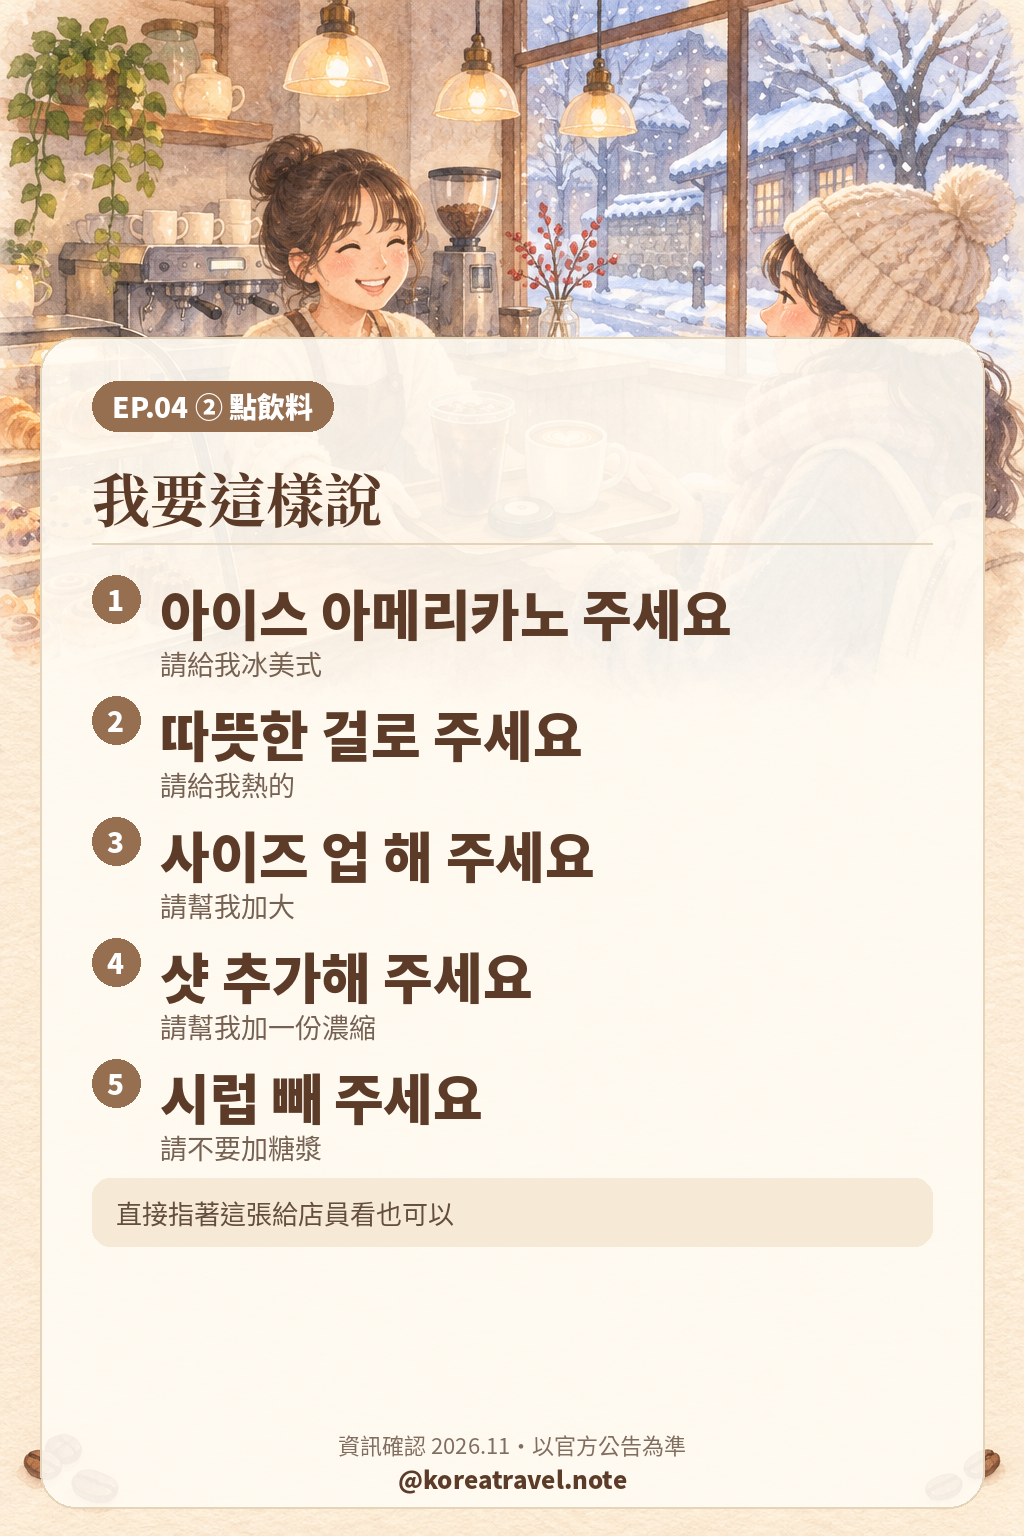 EP.04 ② 點飲料
我要這樣說
1 아이스 아메리카노 주세요
請給我冰美式
2 따뜻한 걸로 주세요
請給我熱的
3 사이즈 업 해 주세요
請幫我加大
4 샷 추가해 주세요
請幫我加一份濃縮
5 시럽 빼 주세요
請不要加糖漿
直接指著這張給店員看也可以
資訊確認 2026.11・以官方公告為準
@koreatravel.note